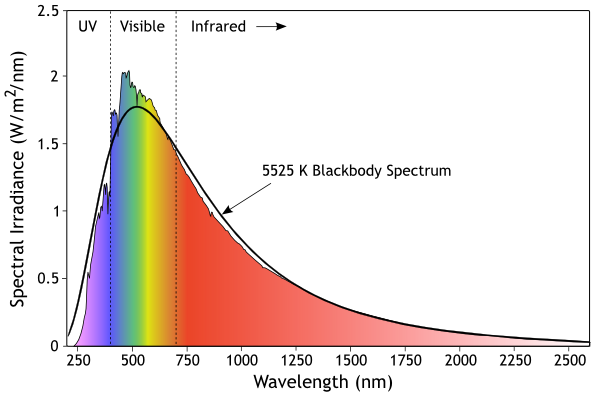 UV Visible Infrared
5525 K Blackbody Spectrum
Spectral Irradiance (W/m²/nm)
2.5
2
1.5
1
0.5
0
250 500 750 1000 1250 1500 1750 2000 2250 2500
Wavelength (nm)